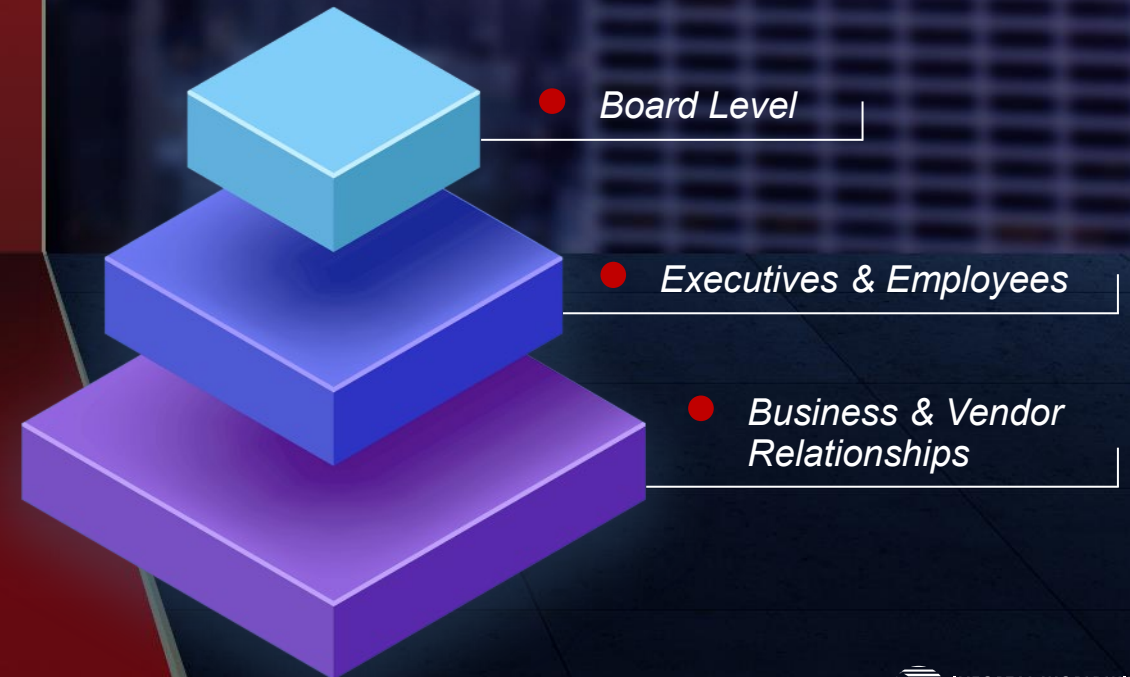 Board Level
Executives & Employees
Business & Vendor
Relationships